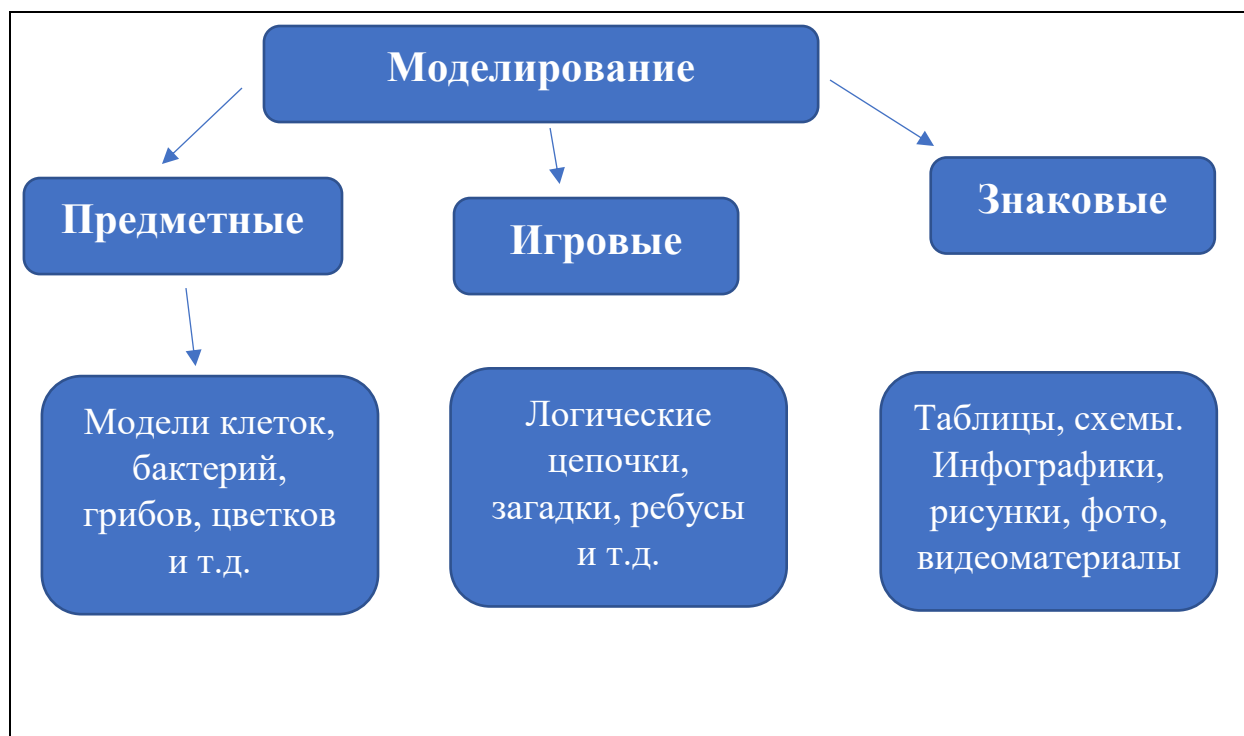 Моделирование
Предметные
Игровые
Знаковые
Модели клеток,
бактерий,
грибов, цветков
и т.д.
Логические
цепочки,
загадки, ребусы
и т.д.
Таблицы, схемы.
Инфографики,
рисунки, фото,
видеоматериалы